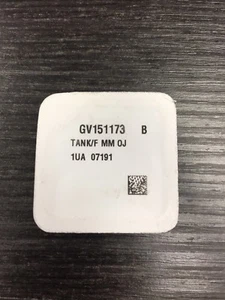 GV151173 B
TANK/F MM OJ
1UA 07191